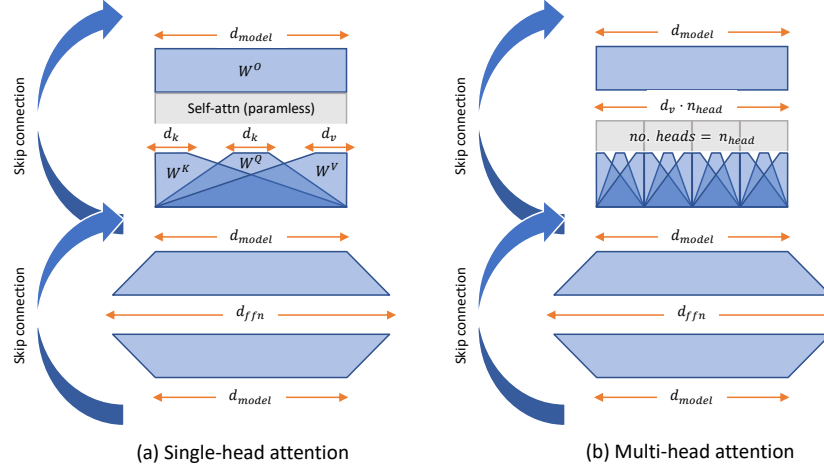 d_model
W^O
Self-attn (paramless)
d_k d_k d_v
W^K W^Q W^V
d_model
d_ffn
d_model
Skip connection
Skip connection
(a) Single-head attention
d_model
d_v · n_head
no. heads = n_head
d_model
d_ffn
d_model
Skip connection
Skip connection
(b) Multi-head attention